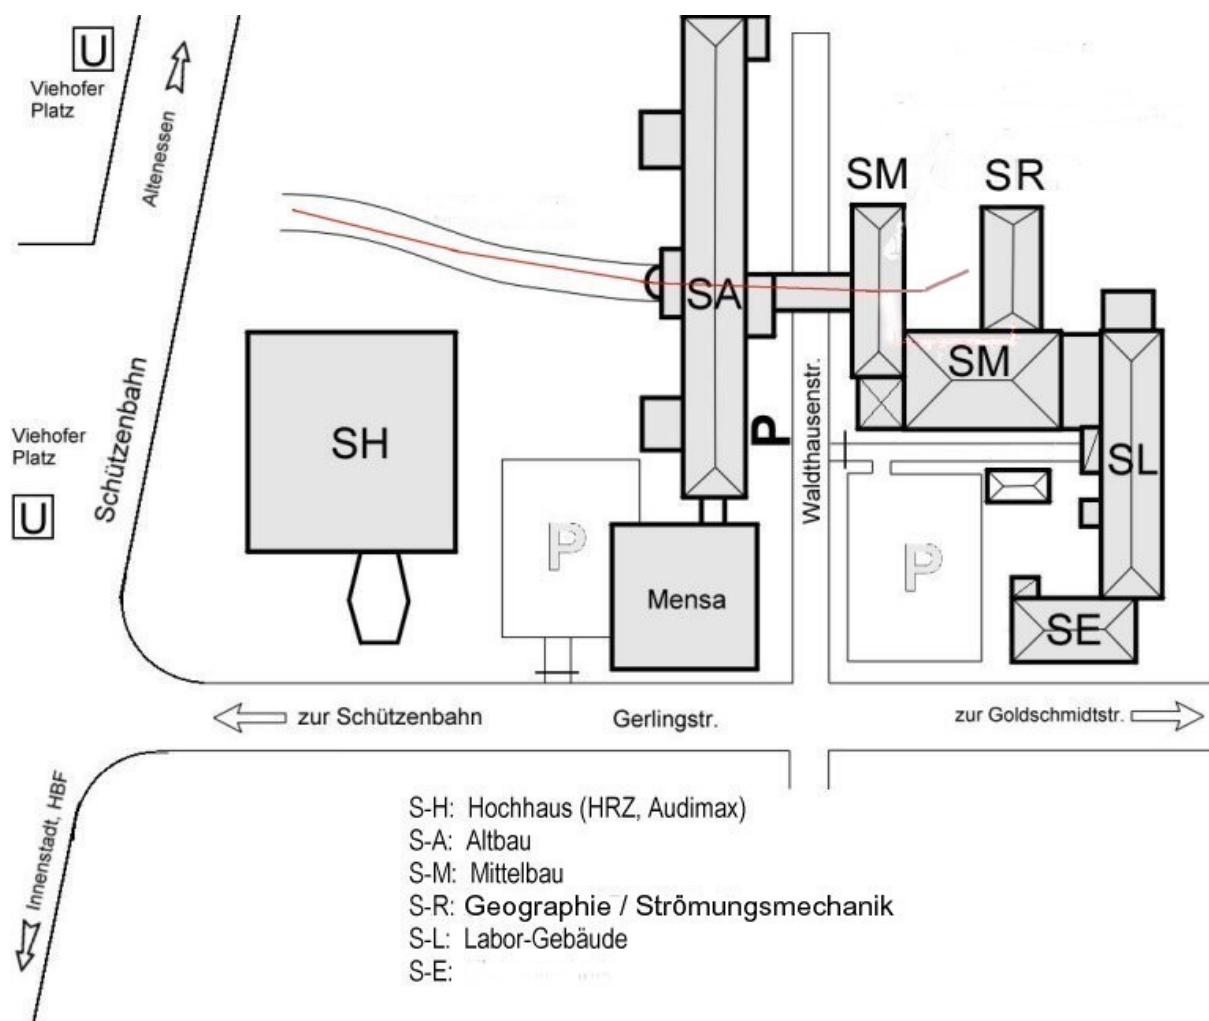 U
Viehofer
Platz
Altenessen
SM
SR
SA
SM
Schützenbahn
SH
P
Waldthausenstr.
SL
Viehofer
Platz
U
P
P
Mensa
SE
zur Schützenbahn
Gerlingstr.
zur Goldschmidtstr.
Innenstadt, HBF
S-H: Hochhaus (HRZ, Audimax)
S-A: Altbau
S-M: Mittelbau
S-R: Geographie / Strömungsmechanik
S-L: Labor-Gebäude
S-E: